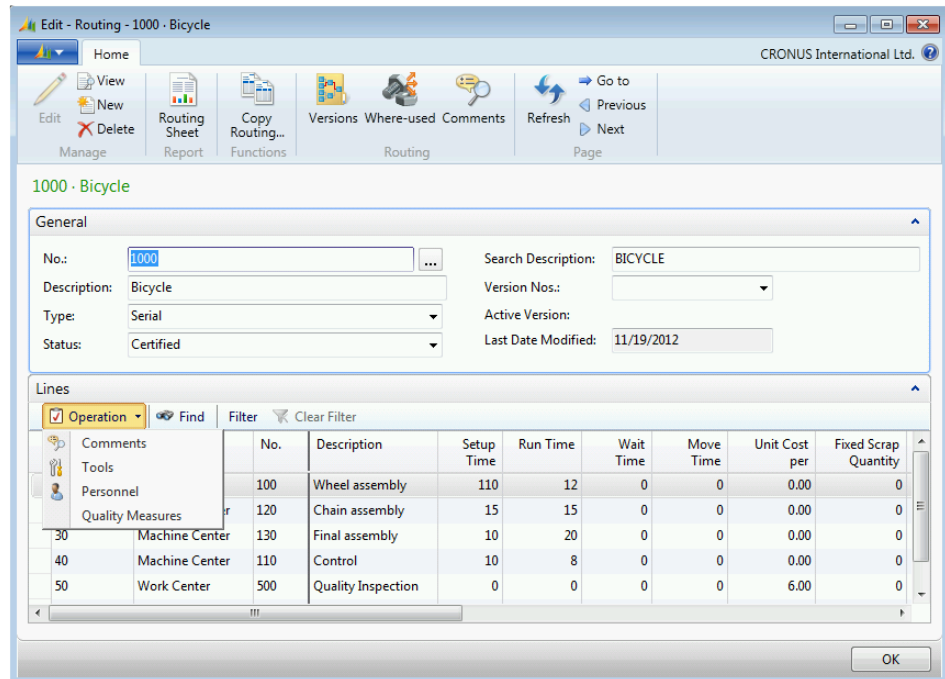 Edit - Routing - 1000 · Bicycle
Home
CRONUS International Ltd.
Edit
View
New
Delete
Manage
Routing Sheet
Report
Copy Routing...
Functions
Versions
Where-used
Comments
Routing
Refresh
Go to
Previous
Next
Page
1000 · Bicycle
General
No.: 1000 ... Search Description: BICYCLE
Description: Bicycle Version Nos.:
Type: Serial Active Version:
Status: Certified Last Date Modified: 11/19/2012
Lines
Operation Find Filter Clear Filter
Comments
Tools
Personnel
Quality Measures
No. Description Setup Time Run Time Wait Time Move Time Unit Cost per Fixed Scrap Quantity
100 Wheel assembly 110 12 0 0 0.00 0
r 120 Chain assembly 15 15 0 0 0.00 0
30 Machine Center 130 Final assembly 10 20 0 0 0.00 0
40 Machine Center 110 Control 10 8 0 0 0.00 0
50 Work Center 500 Quality Inspection 0 0 0 0 6.00 0
OK